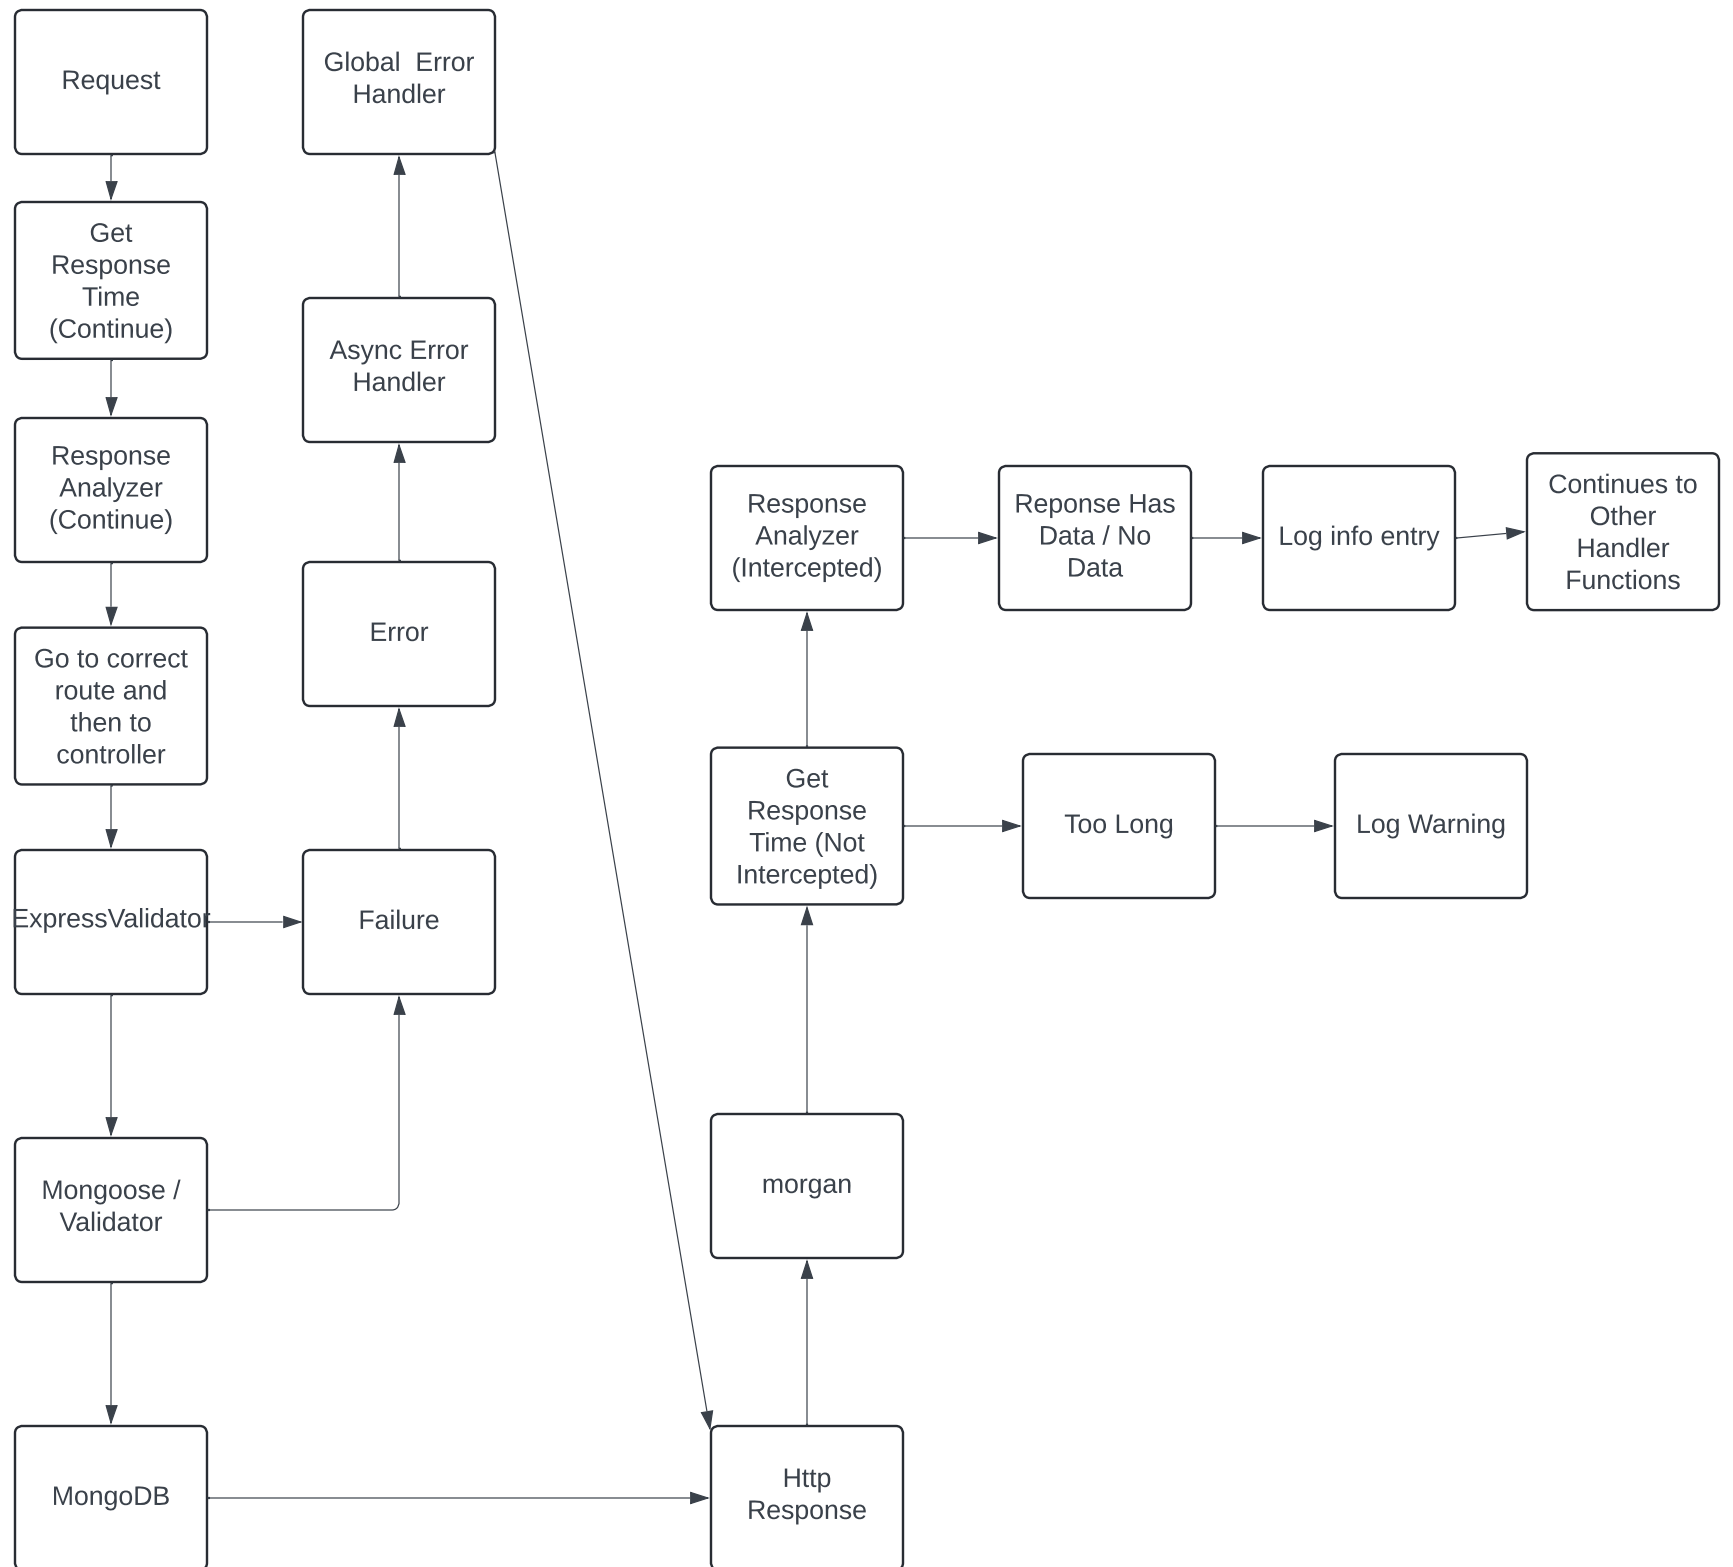 Request
Get
Response
Time
(Continue)
Response
Analyzer
(Continue)
Go to correct
route and
then to
controller
ExpressValidator
Mongoose /
Validator
MongoDB
Global  Error
Handler
Async Error
Handler
Error
Failure
Response
Analyzer
(Intercepted)
Get
Response
Time (Not
Intercepted)
morgan
Http
Response
Reponse Has
Data / No
Data
Log info entry
Continues to
Other
Handler
Functions
Too Long
Log Warning